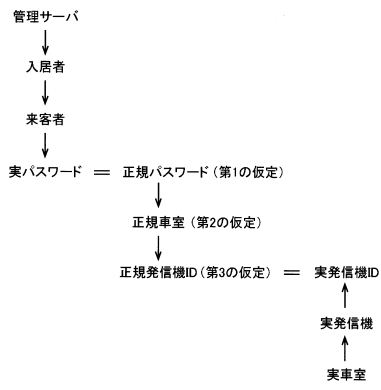 管理サーバ
入居者
来客者
実パスワード = 正規パスワード(第1の仮定)
正規車室(第2の仮定)
正規発信機ID(第3の仮定) = 実発信機ID
実発信機
実車室